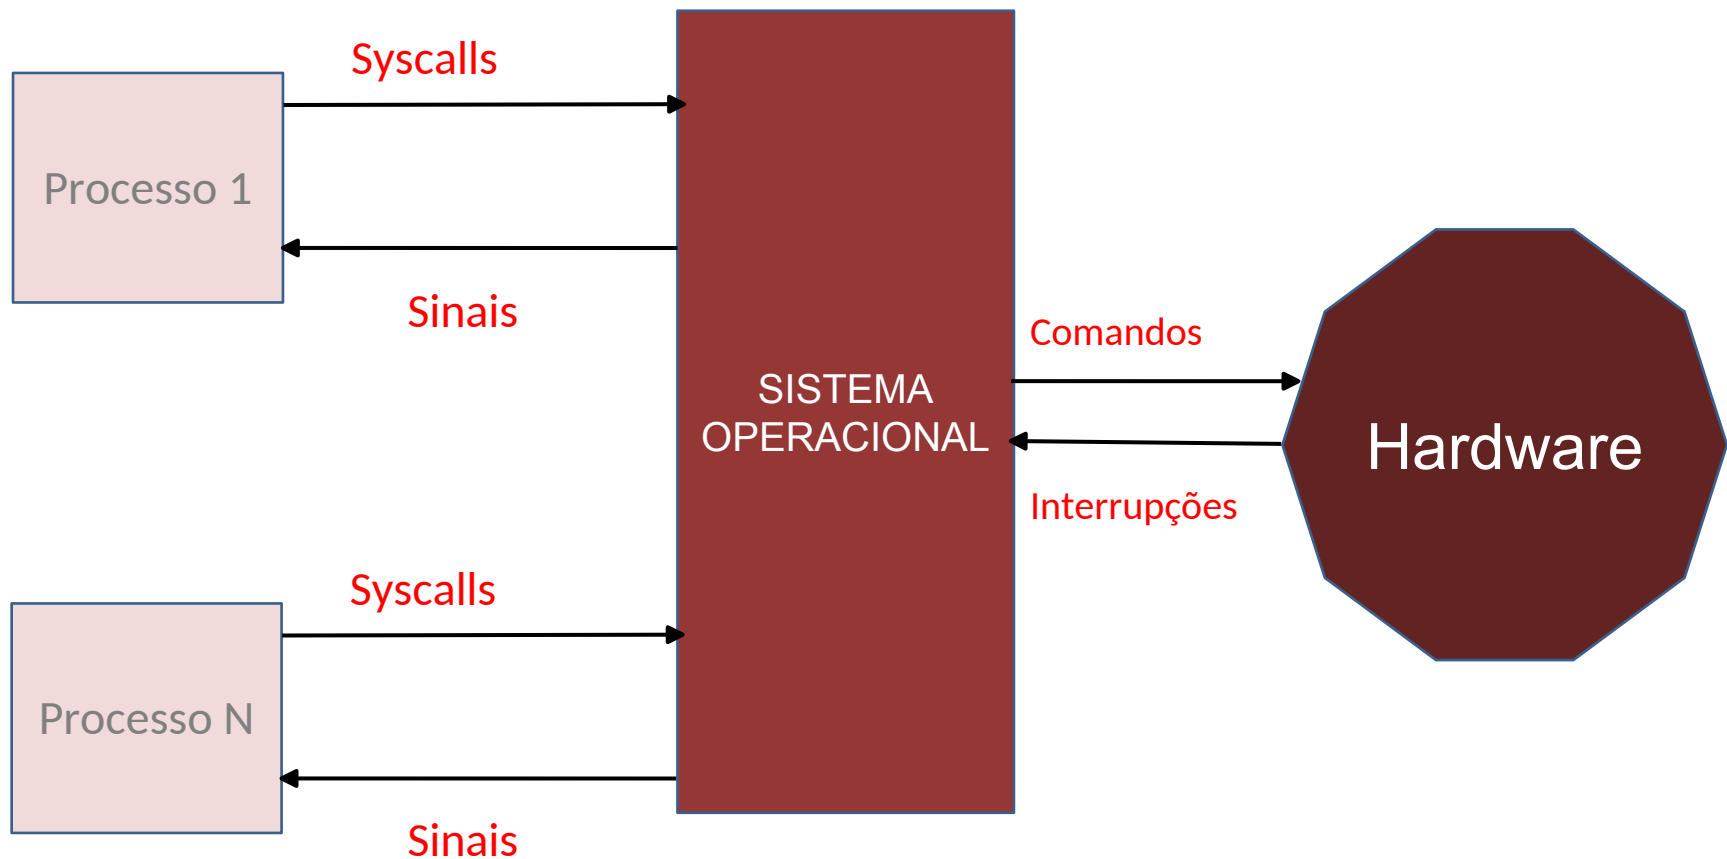 Syscalls
Processo 1
Sinais
SISTEMA
OPERACIONAL
Comandos
Hardware
Interrupções
Syscalls
Processo N
Sinais